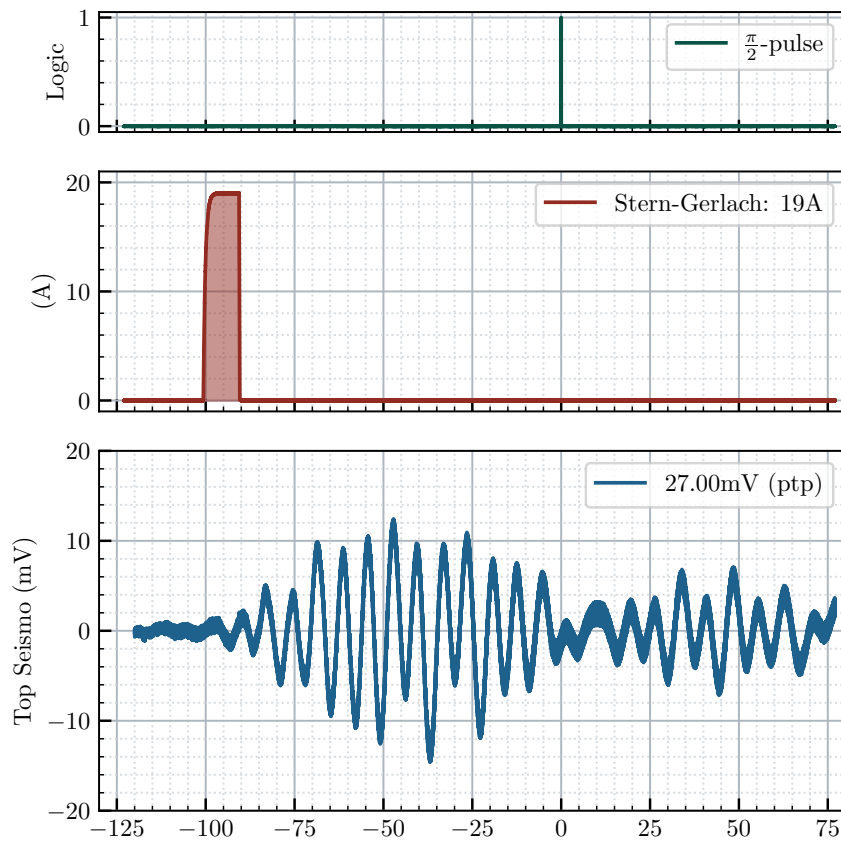 1
0
Logic
π/2-pulse
20
10
0
(A)
Stern-Gerlach: 19A
20
10
0
−10
−20
Top Seismo (mV)
27.00mV (ptp)
−125 −100 −75 −50 −25 0 25 50 75